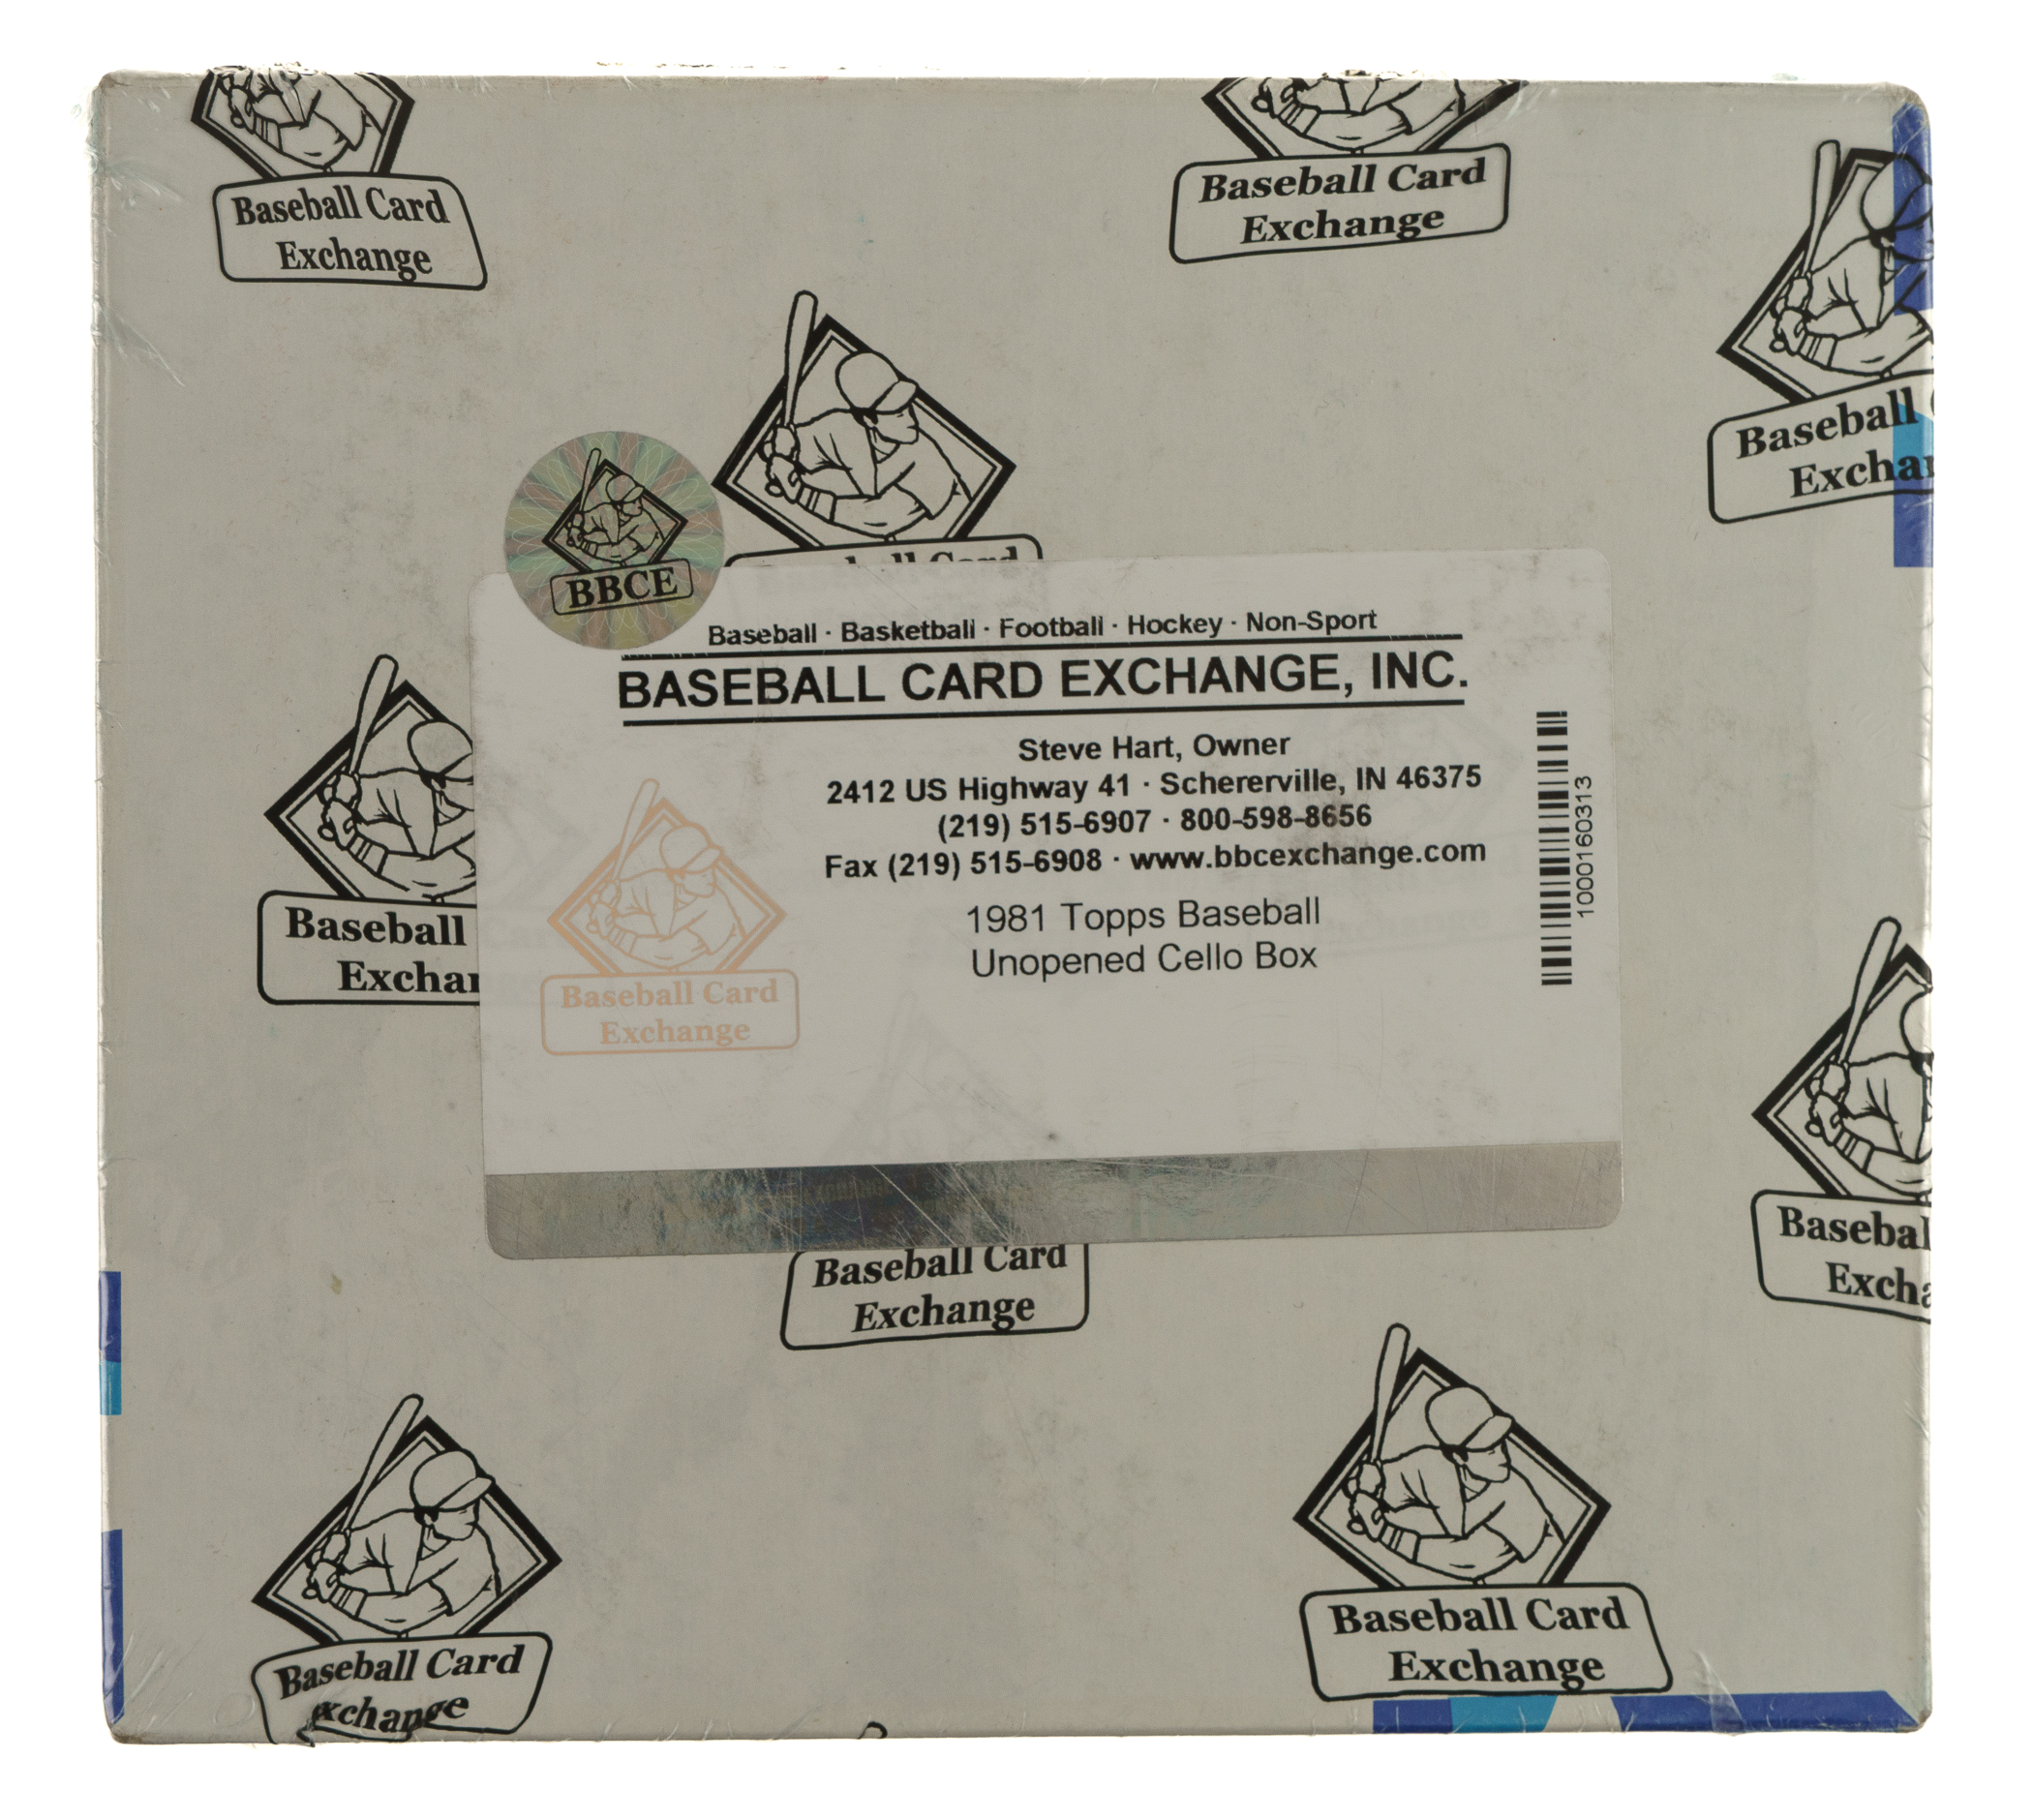 Baseball Card
Exchange
Baseball Card
Exchange
Baseball
BBCE
Baseball · Basketball · Football · Hockey · Non-Sport
BASEBALL CARD EXCHANGE, INC.
Steve Hart, Owner
2412 US Highway 41 · Schererville, IN 46375
(219) 515-6907 · 800-598-8656
Fax (219) 515-6908 · www.bbcexchange.com
1981 Topps Baseball
Unopened Cello Box
1000160313
Baseball Card
Exchange
Baseball
Baseball Card
Exchange
Baseball Card
Exchange
Baseball Card